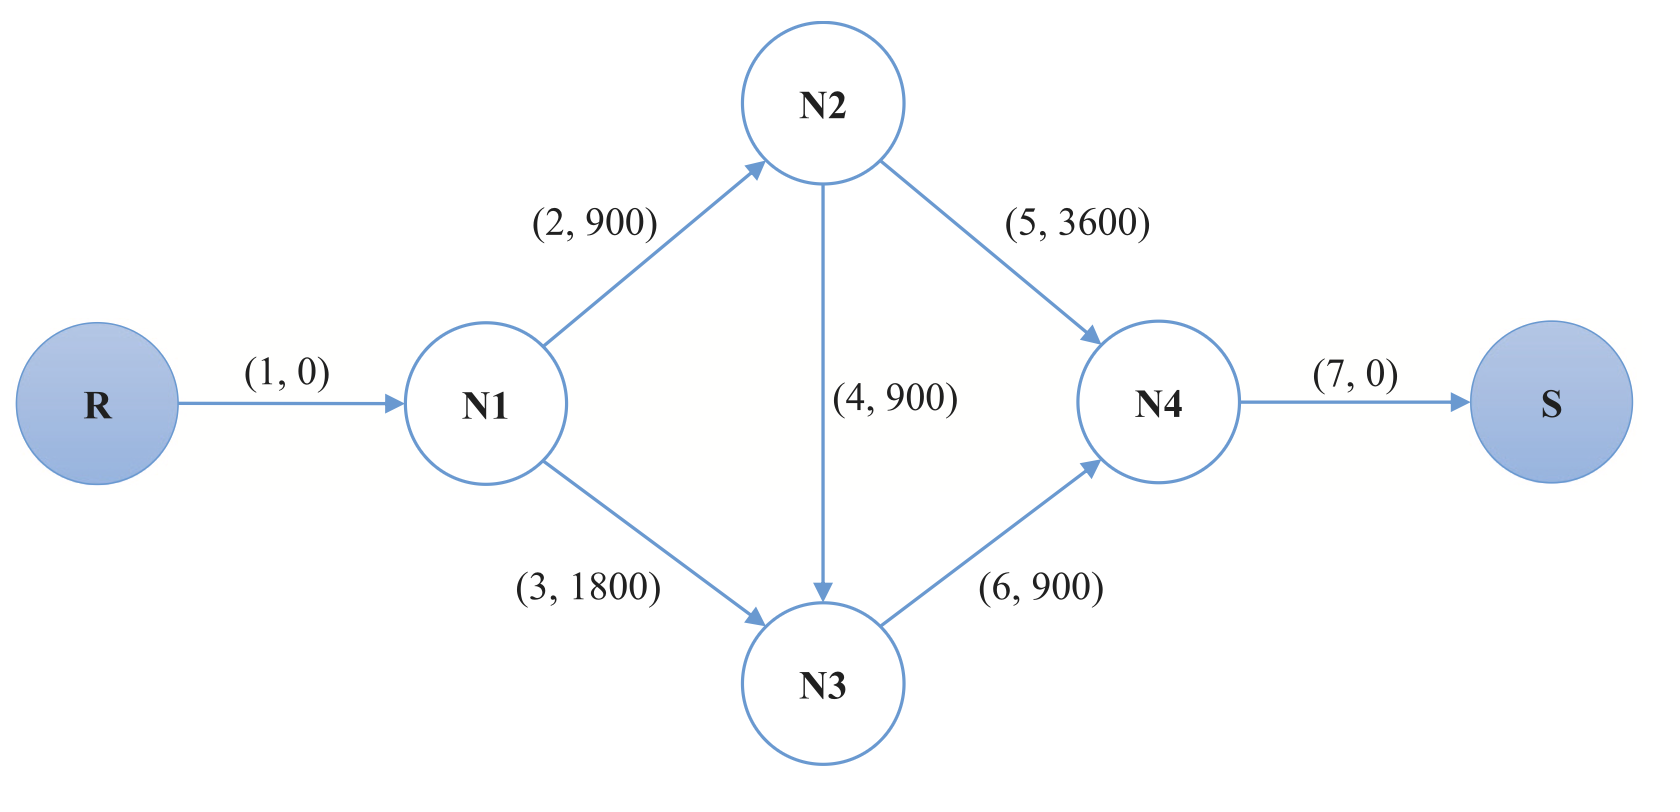 N2
(2, 900)
(5, 3600)
(1, 0)
(7, 0)
R
N1
(4, 900)
N4
S
(3, 1800)
(6, 900)
N3